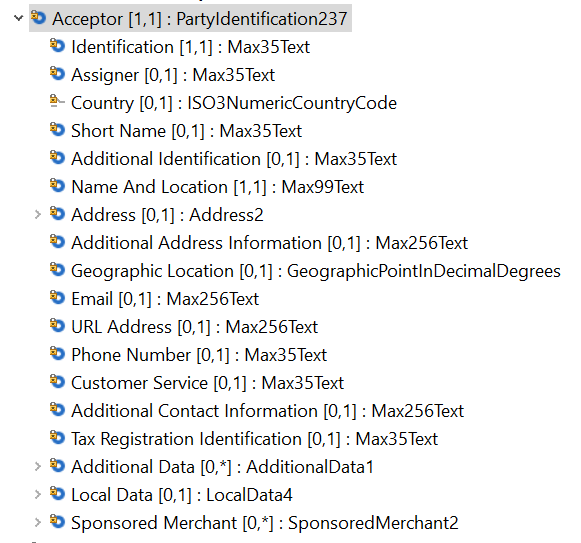 Acceptor [1,1] : PartyIdentification237
Identification [1,1] : Max35Text
Assigner [0,1] : Max35Text
Country [0,1] : ISO3NumericCountryCode
Short Name [0,1] : Max35Text
Additional Identification [0,1] : Max35Text
Name And Location [1,1] : Max99Text
Address [0,1] : Address2
Additional Address Information [0,1] : Max256Text
Geographic Location [0,1] : GeographicPointInDecimalDegrees
Email [0,1] : Max256Text
URL Address [0,1] : Max256Text
Phone Number [0,1] : Max35Text
Customer Service [0,1] : Max35Text
Additional Contact Information [0,1] : Max256Text
Tax Registration Identification [0,1] : Max35Text
Additional Data [0,*] : AdditionalData1
Local Data [0,1] : LocalData4
Sponsored Merchant [0,*] : SponsoredMerchant2